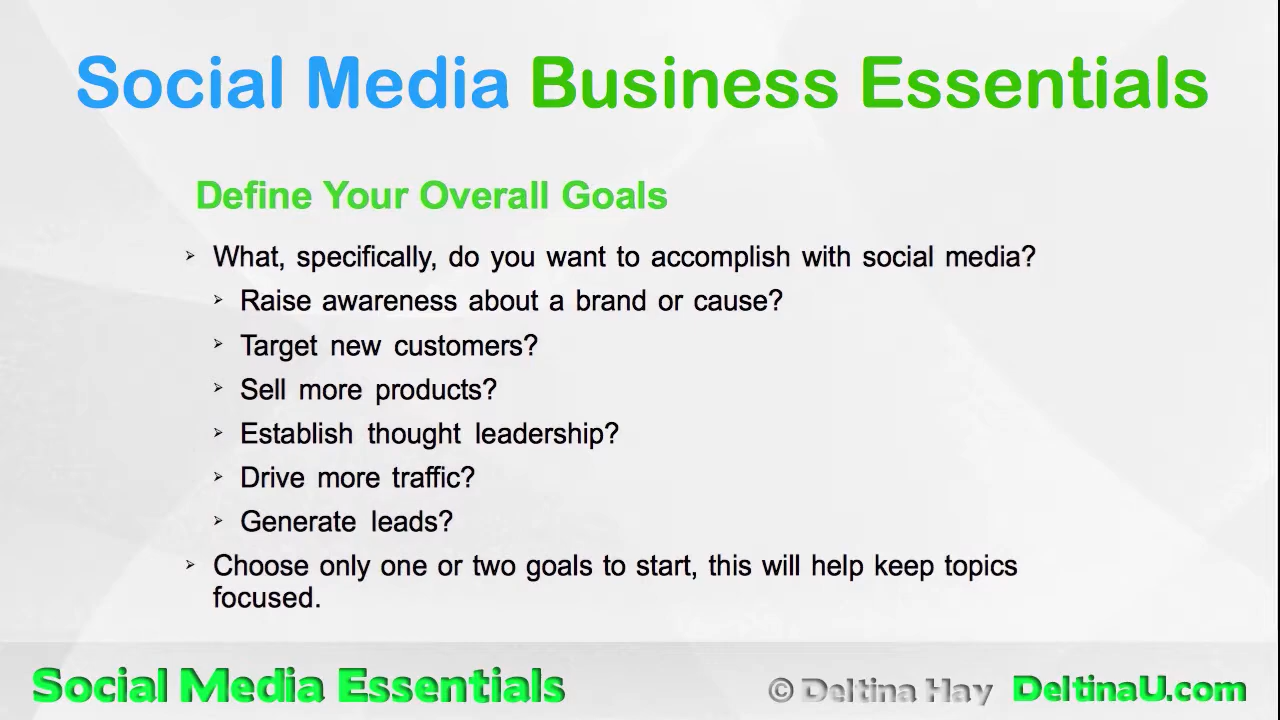 Social Media Business Essentials
Define Your Overall Goals
➢ What, specifically, do you want to accomplish with social media?
➢ Raise awareness about a brand or cause?
➢ Target new customers?
➢ Sell more products?
➢ Establish thought leadership?
➢ Drive more traffic?
➢ Generate leads?
➢ Choose only one or two goals to start, this will help keep topics
focused.
Social Media Essentials
© Deltina Hay DeltinaU.com